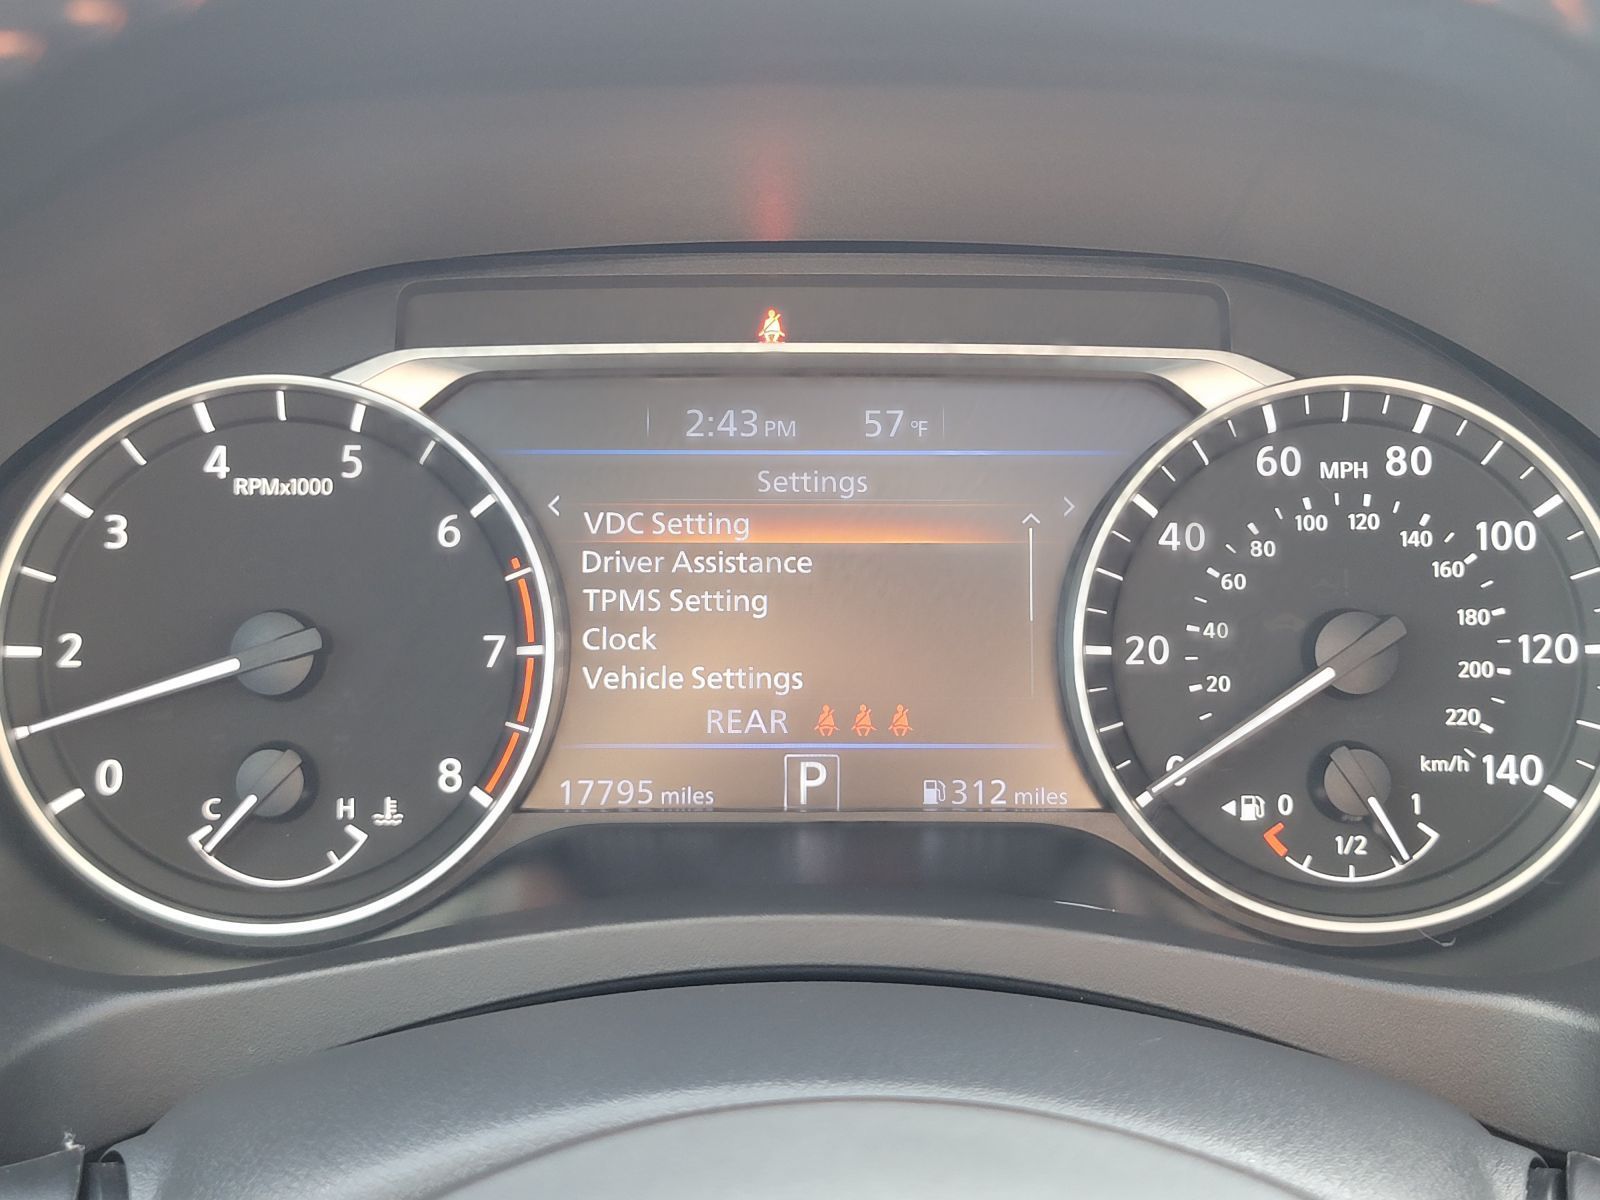 2:43 PM 57 °F
Settings
VDC Setting
Driver Assistance
TPMS Setting
Clock
Vehicle Settings
REAR
17795 miles P 312 miles
0
2
3
4
5
6
7
8
RPMx1000
C H
0
20
40
60
80
100
120
140
MPH
20
40
60
80
100
120
140
160
180
200
220
km/h
0 1/2 1